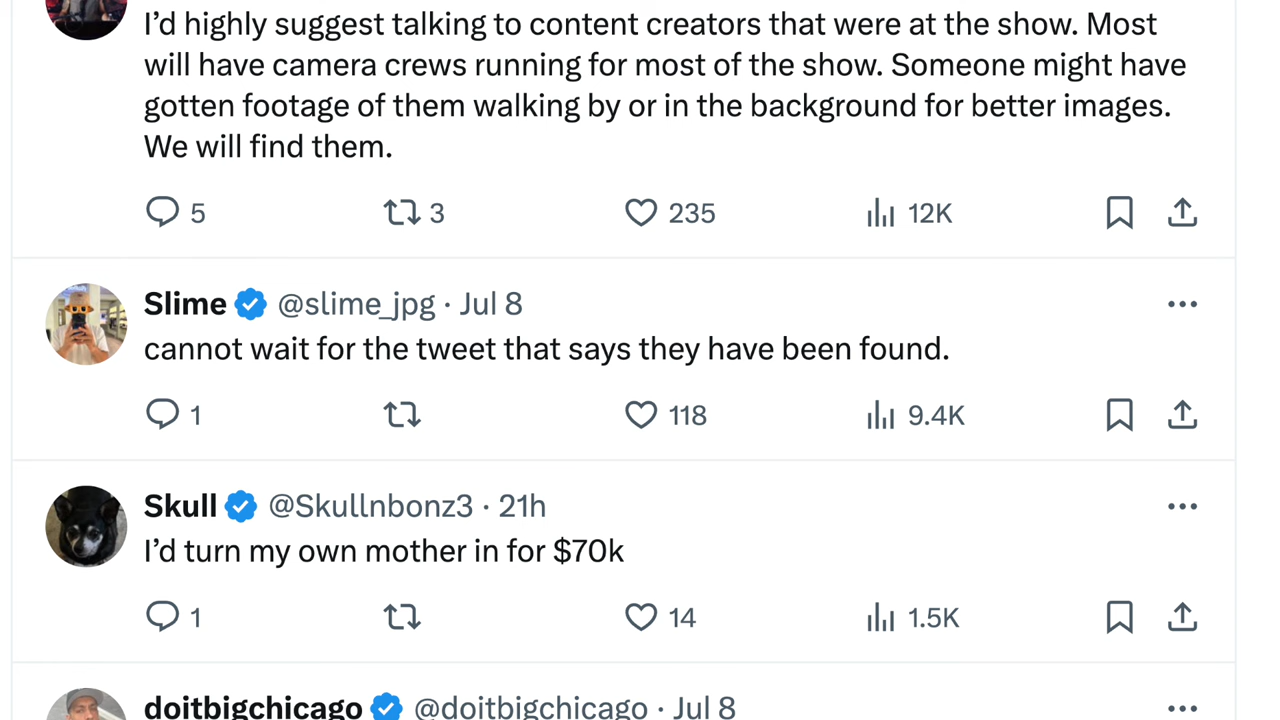 I’d highly suggest talking to content creators that were at the show. Most
will have camera crews running for most of the show. Someone might have
gotten footage of them walking by or in the background for better images.
We will find them.
5 3 235 12K
Slime @slime_jpg · Jul 8
cannot wait for the tweet that says they have been found.
1 118 9.4K
Skull @Skullnbonz3 · 21h
I’d turn my own mother in for $70k
1 14 1.5K
doitbigchicago @doitbigchicago · Jul 8